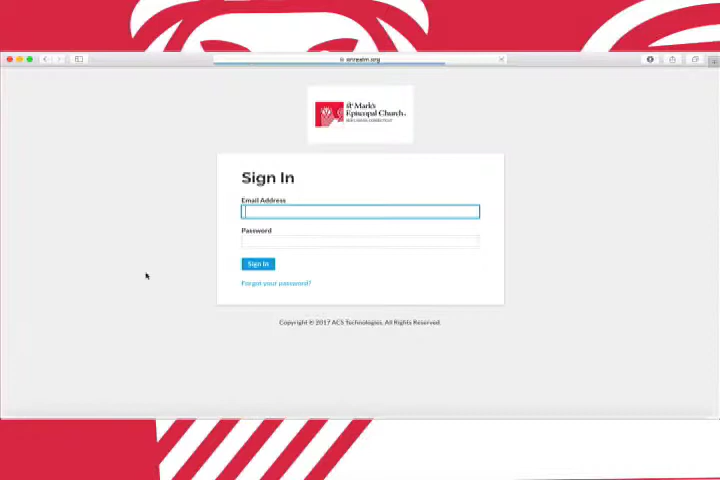 onrealm.org
St. Mark's
Episcopal Church
Sign In
Email Address
Password
Sign In
Forgot your password?
Copyright © 2017 ACS Technologies, All Rights Reserved.